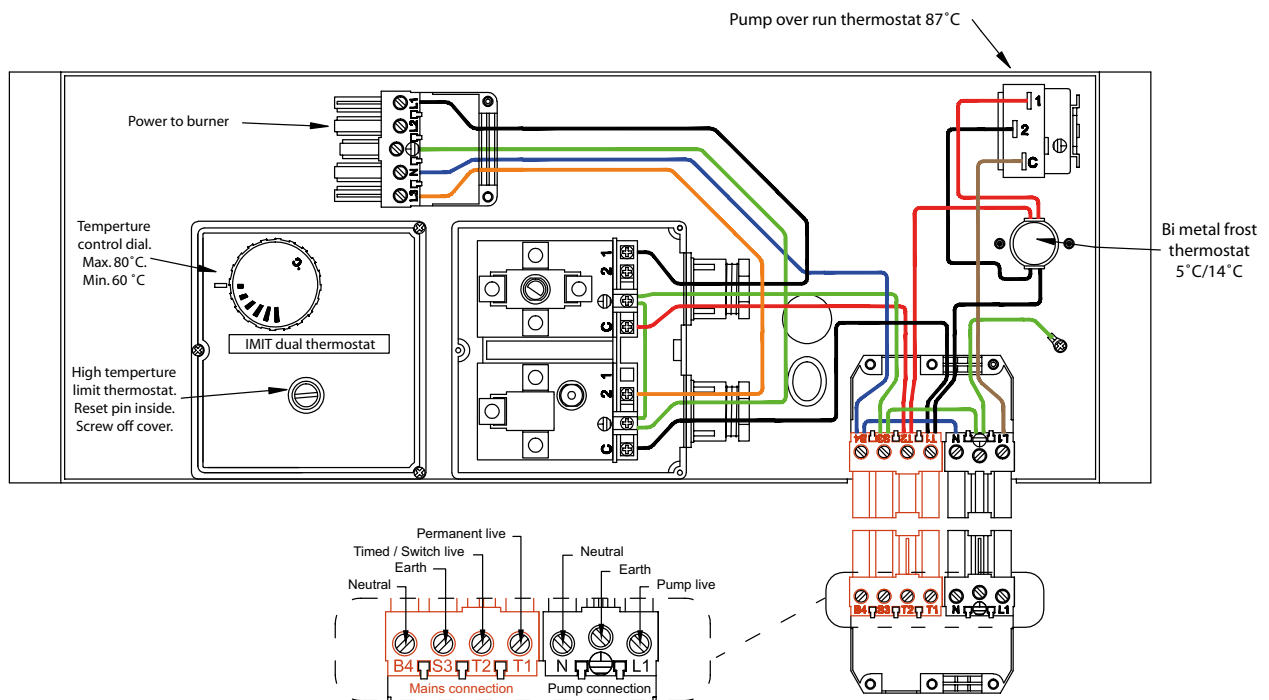 Pump over run thermostat 87˚C
Power to burner
L1
L2
N
L3
1
2
C
Temperture
control dial.
Max. 80˚C.
Min. 60 ˚C
˚C
IMIT dual thermostat
High temperture
limit thermostat.
Reset pin inside.
Screw off cover.
1
2
C
1
2
C
Bi metal frost
thermostat
5˚C/14˚C
B4 S3 T2 T1 N L1
B4 S3 T2 T1 N L1
Permanent live
Timed / Switch live
Earth
Neutral
Neutral
Earth
Pump live
B4 S3 T2 T1 N L1
Mains connection
Pump connection